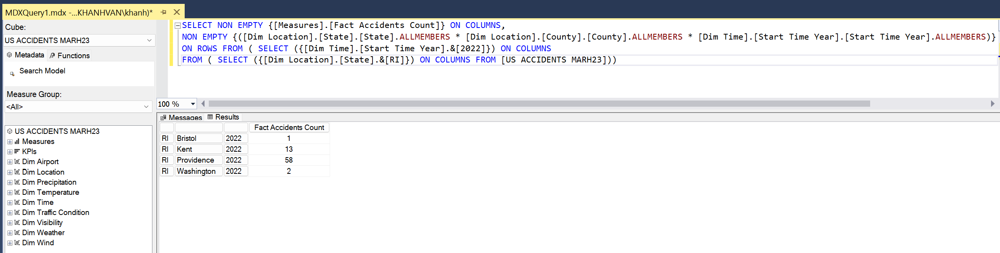 MDXQuery1.mdx -...KHANHVAN\khanh)*
Cube:
US ACCIDENTS MARH23
Metadata
Functions
Search Model
Measure Group:
<All>
US ACCIDENTS MARH23
Measures
KPIs
Dim Airport
Dim Location
Dim Precipitation
Dim Temperature
Dim Time
Dim Traffic Condition
Dim Visibility
Dim Weather
Dim Wind
SELECT NON EMPTY {[Measures].[Fact Accidents Count]} ON COLUMNS,
NON EMPTY {([Dim Location].[State].[State].ALLMEMBERS * [Dim Location].[County].[County].ALLMEMBERS * [Dim Time].[Start Time Year].[Start Time Year].ALLMEMBERS)}
ON ROWS FROM ( SELECT ({[Dim Time].[Start Time Year].&[2022]}) ON COLUMNS
FROM ( SELECT ({[Dim Location].[State].&[RI]}) ON COLUMNS FROM [US ACCIDENTS MARH23]))
100 %
Messages Results
Fact Accidents Count
RI Bristol 2022 1
RI Kent 2022 13
RI Providence 2022 58
RI Washington 2022 2